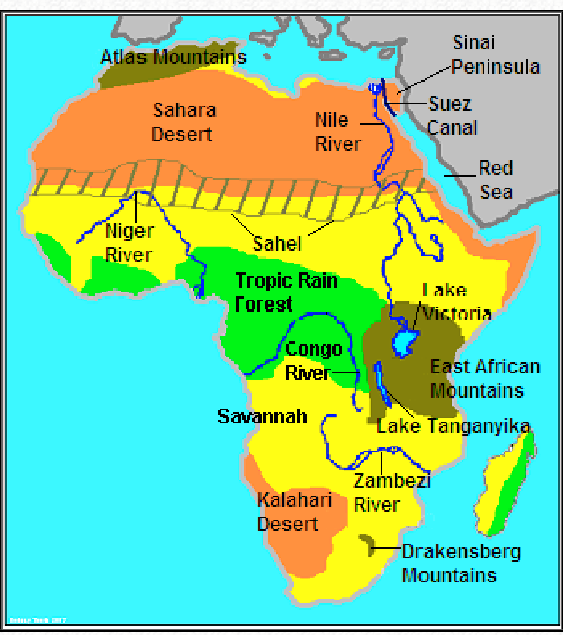 Atlas Mountains
Sinai
Peninsula
Sahara
Desert
Nile
River
Suez
Canal
Red
Sea
Niger
River
Sahel
Tropic Rain
Forest
Lake
Victoria
Congo
River
East African
Mountains
Savannah
Lake Tanganyika
Zambezi
River
Kalahari
Desert
Drakensberg
Mountains